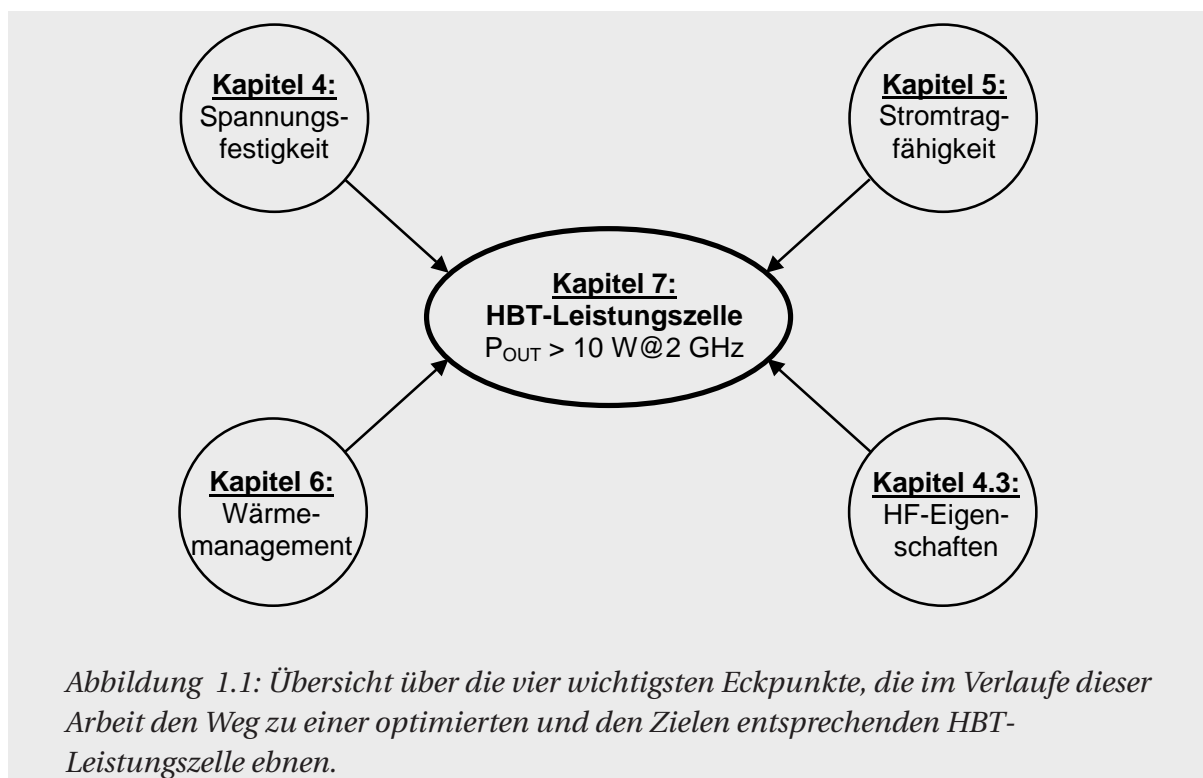 Kapitel 4:
Spannungs-
festigkeit
Kapitel 5:
Stromtrag-
fähigkeit
Kapitel 7:
HBT-Leistungszelle
P_OUT > 10 W@2 GHz
Kapitel 6:
Wärme-
management
Kapitel 4.3:
HF-Eigen-
schaften
Abbildung 1.1: Übersicht über die vier wichtigsten Eckpunkte, die im Verlaufe dieser
Arbeit den Weg zu einer optimierten und den Zielen entsprechenden HBT-
Leistungszelle ebnen.